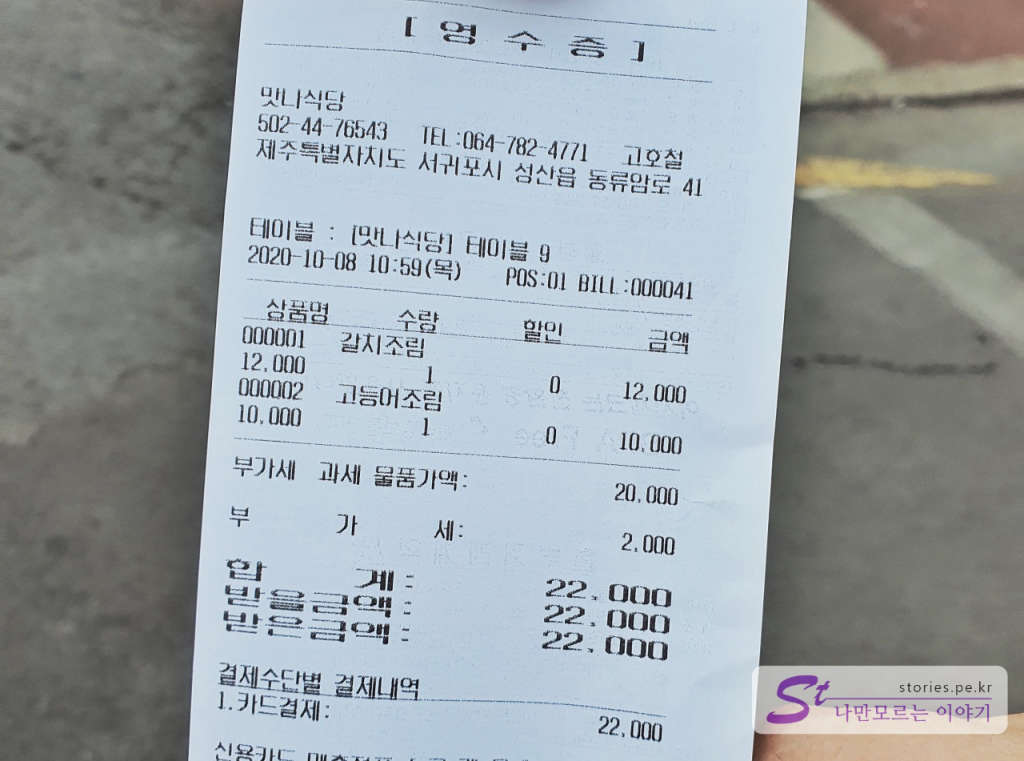 [ 영 수 증 ]
맛나식당
502-44-76543 TEL:064-782-4771 고호철
제주특별자치도 서귀포시 성산읍 동류암로 41
테이블 : [맛나식당] 테이블 9
2020-10-08 10:59(목) POS:01 BILL:000041
상품명 수량 할인 금액
000001 갈치조림
12,000 1 0 12,000
000002 고등어조림
10,000 1 0 10,000
부가세 과세 물품가액: 20,000
부 가 세: 2,000
합 계: 22,000
받을금액: 22,000
받은금액: 22,000
결제수단별 결제내역
1.카드결제: 22,000
신용카드
St stories.pe.kr
나만모르는 이야기